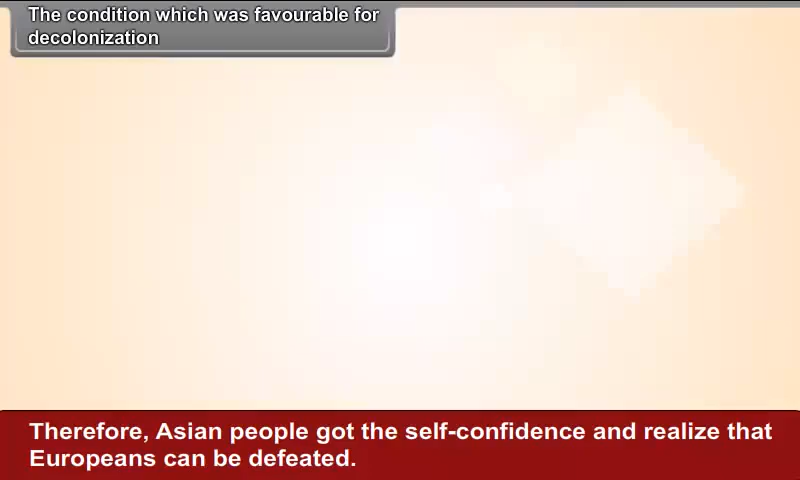 The condition which was favourable for
decolonization
Therefore, Asian people got the self-confidence and realize that
Europeans can be defeated.